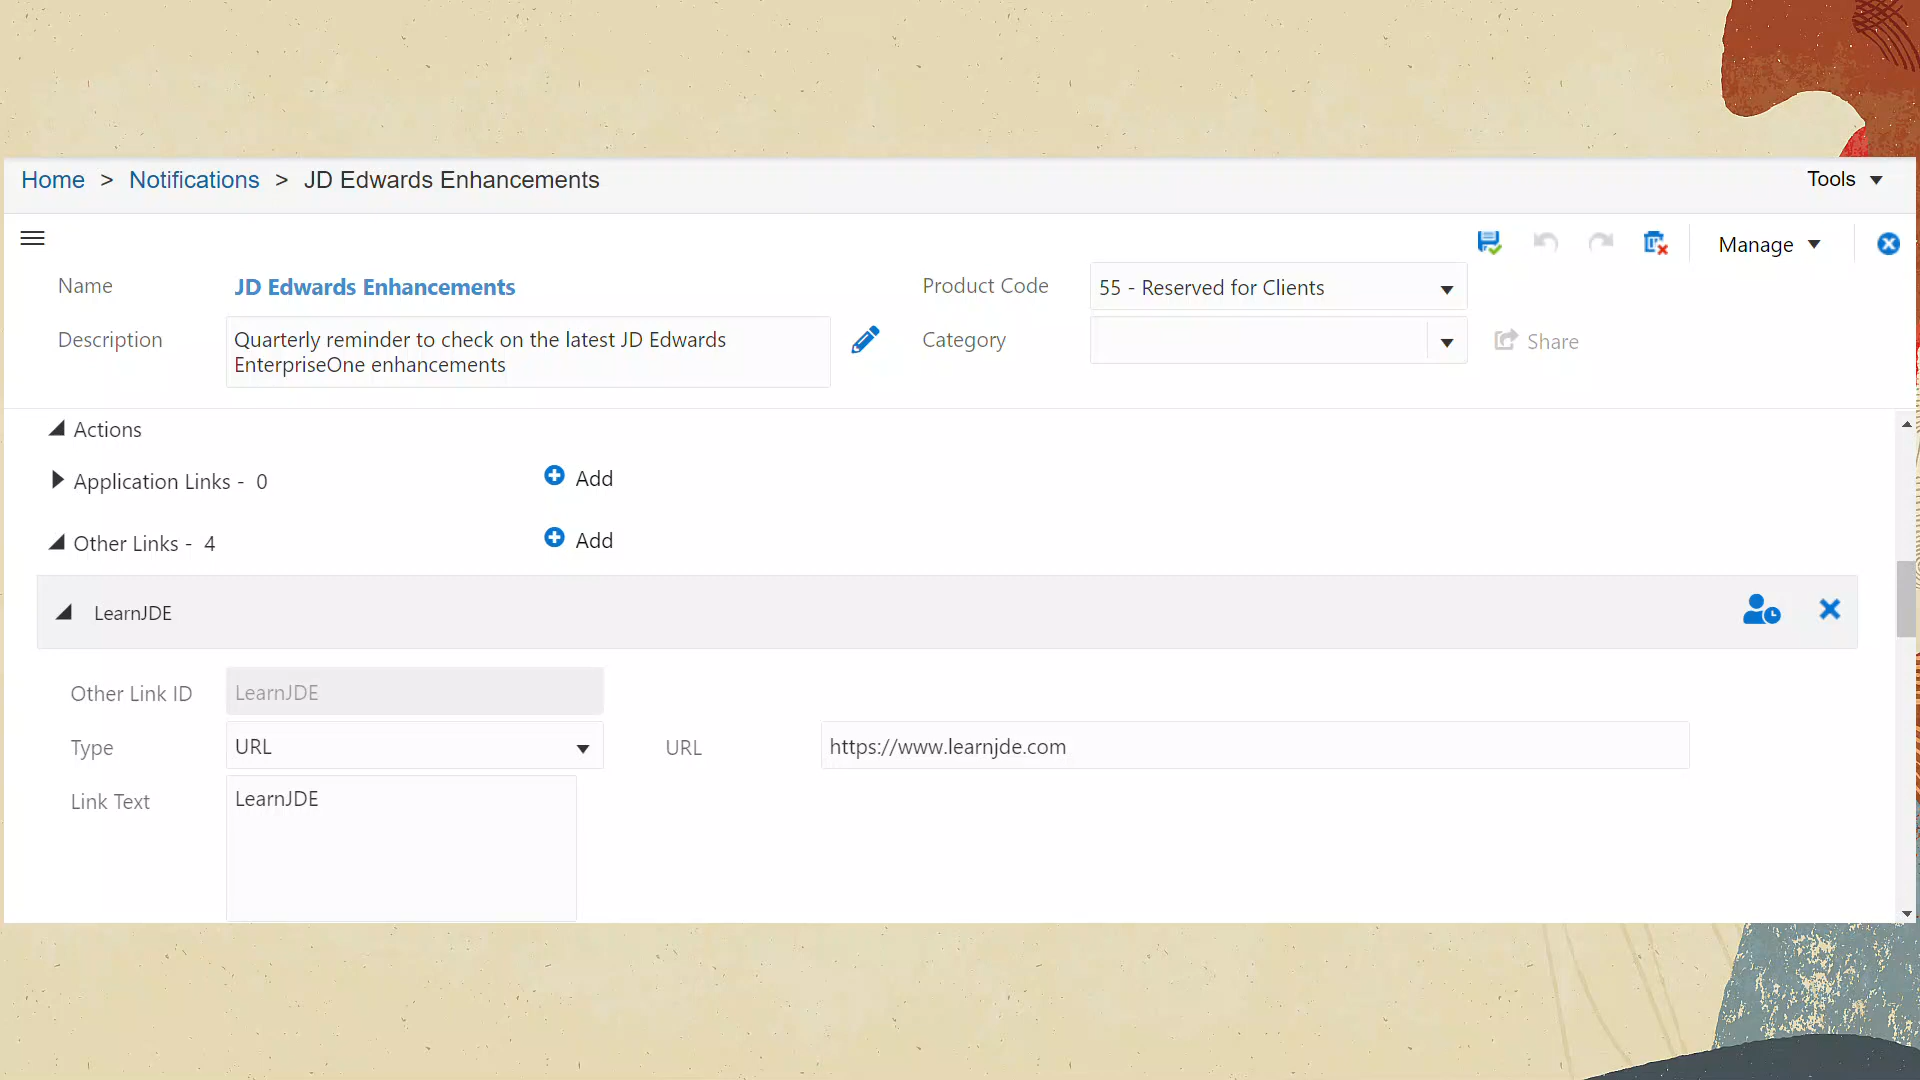 Home > Notifications > JD Edwards Enhancements
Tools
Manage
Name
JD Edwards Enhancements
Product Code
55 - Reserved for Clients
Description
Quarterly reminder to check on the latest JD Edwards
EnterpriseOne enhancements
Category
Share
Actions
Application Links - 0
Add
Other Links - 4
Add
LearnJDE
Other Link ID
LearnJDE
Type
URL
URL
https://www.learnjde.com
Link Text
LearnJDE